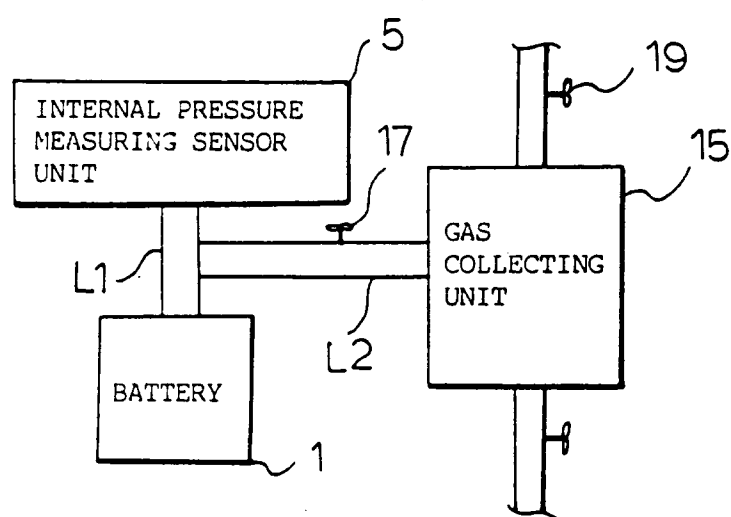 5
19
INTERNAL PRESSURE
MEASURING SENSOR
UNIT
17
15
GAS
COLLECTING
UNIT
L1
L2
BATTERY
1